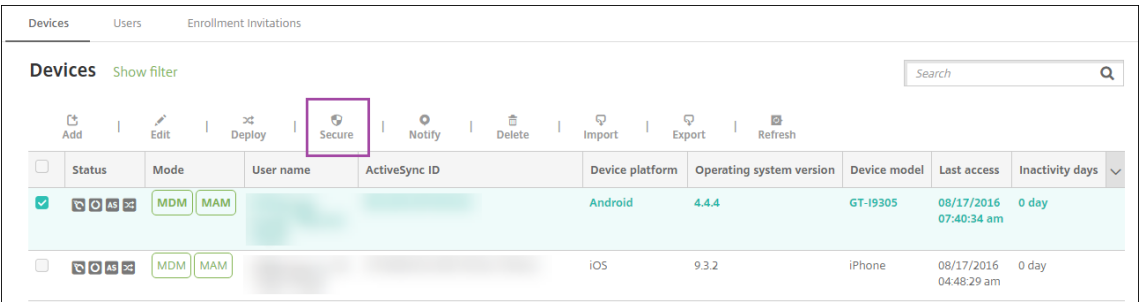 Devices Users Enrollment Invitations
Devices Show filter Search
Add | Edit | Deploy | Secure | Notify | Delete | Import | Export | Refresh
Status Mode User name ActiveSync ID Device platform Operating system version Device model Last access Inactivity days
AS MDM MAM Android 4.4.4 GT-I9305 08/17/2016 0 day
07:40:34 am
AS MDM MAM iOS 9.3.2 iPhone 08/17/2016 0 day
04:48:29 am